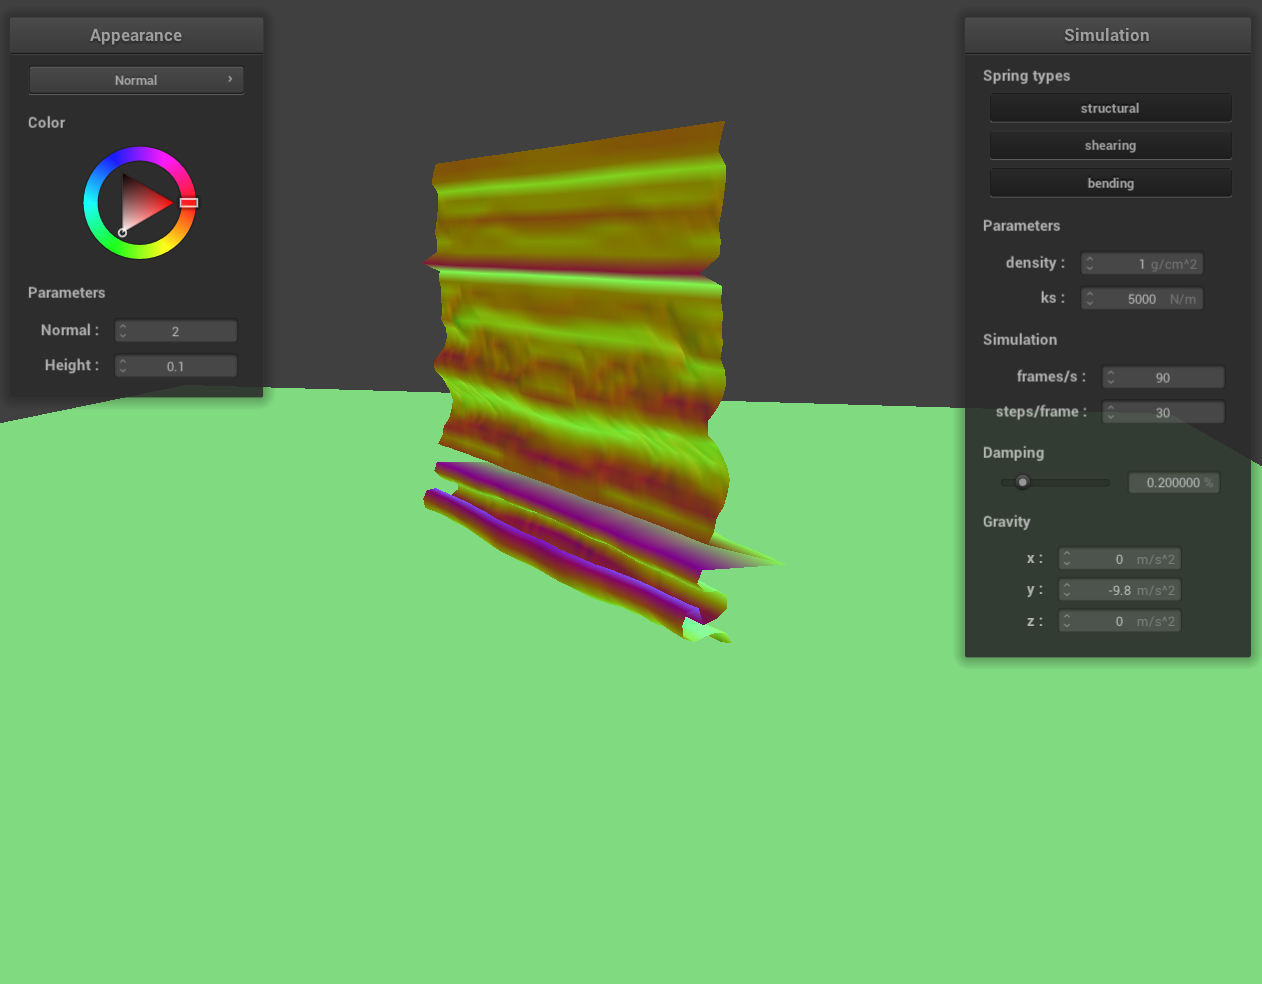 Appearance
Normal
Color
Parameters
Normal : 2
Height : 0.1
Simulation
Spring types
structural
shearing
bending
Parameters
density : 1 g/cm^2
ks : 5000 N/m
Simulation
frames/s : 90
steps/frame : 30
Damping
0.200000 %
Gravity
x : 0 m/s^2
y : -9.8 m/s^2
z : 0 m/s^2